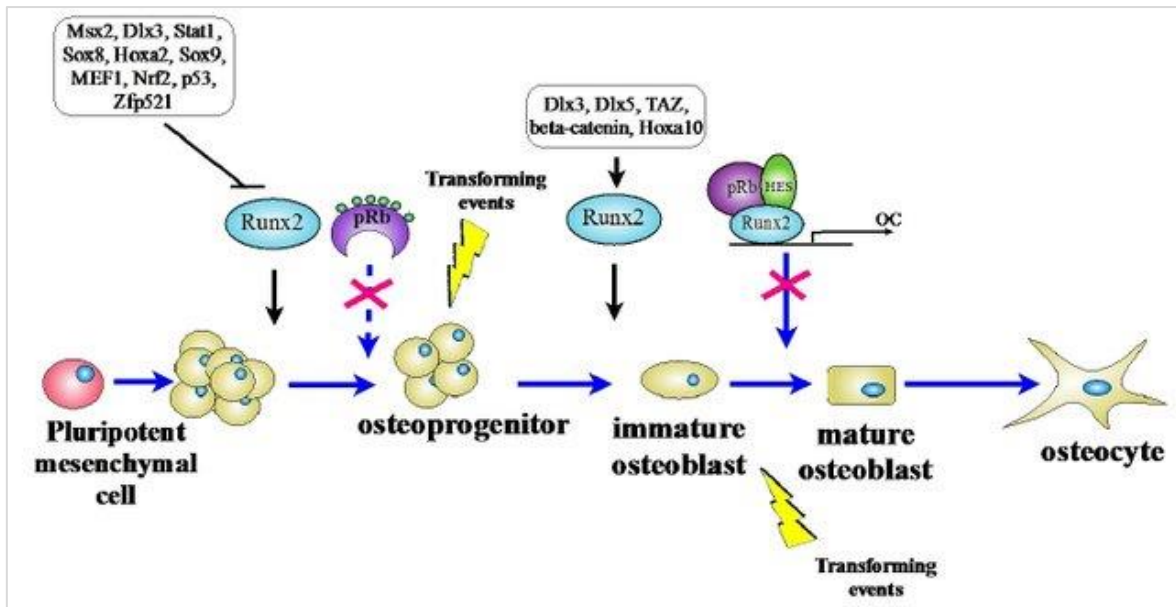 Msx2, Dlx3, Stat1,
Sox8, Hoxa2, Sox9,
MEF1, Nrf2, p53,
Zfp521
Dlx3, Dlx5, TAZ,
beta-catenin, Hoxa10
Transforming
events
Runx2
pRb
Runx2
pRb
HES
Runx2
OC
Pluripotent
mesenchymal
cell
osteoprogenitor
immature
osteoblast
mature
osteoblast
osteocyte
Transforming
events